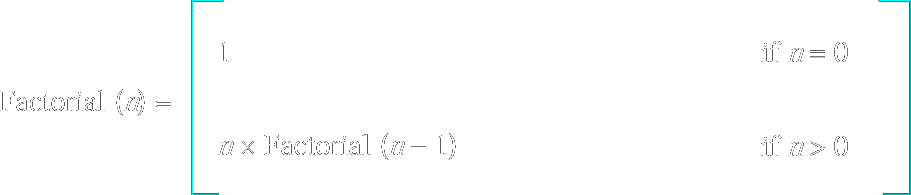 1 if n = 0
Factorial (n) =
n × Factorial (n − 1) if n > 0